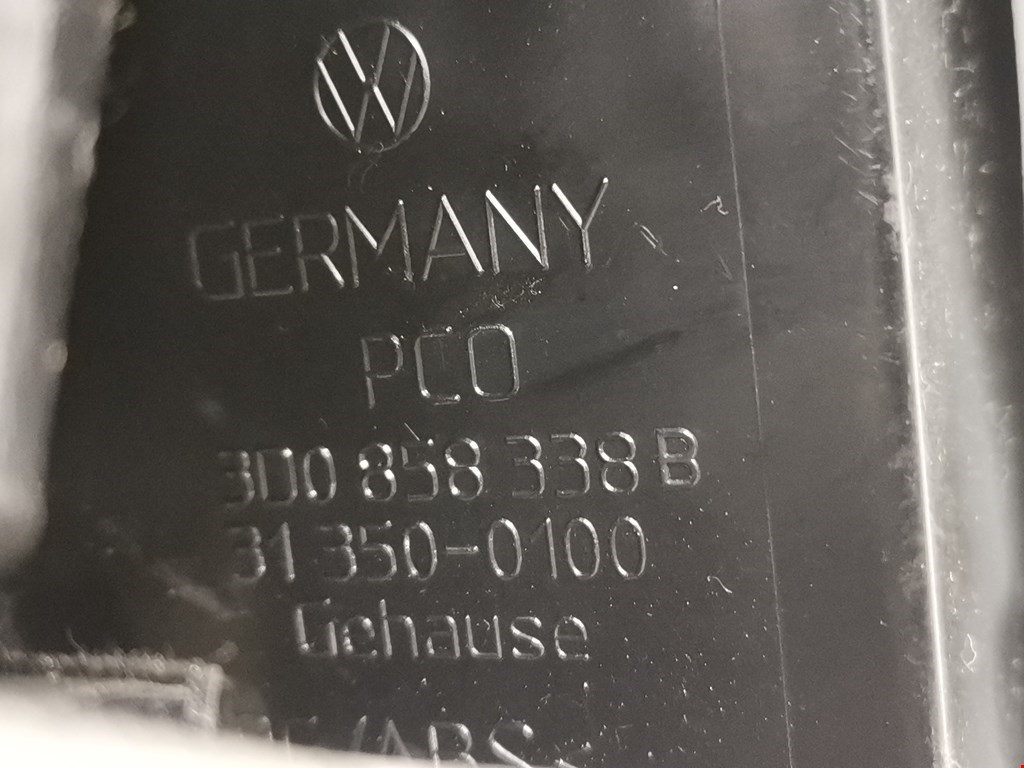 GERMANY
PCO
3D0 858 338 B
31 350-0100
Gehause